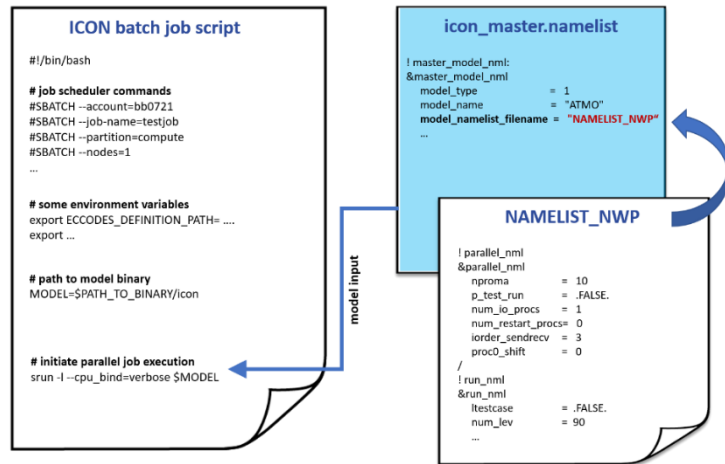 ICON batch job script
#!/bin/bash
# job scheduler commands
#SBATCH --account=bb0721
#SBATCH --job-name=testjob
#SBATCH --partition=compute
#SBATCH --nodes=1
...
# some environment variables
export ECCODES_DEFINITION_PATH= ....
export ...
# path to model binary
MODEL=$PATH_TO_BINARY/icon
# initiate parallel job execution
srun -l --cpu_bind=verbose $MODEL
model input
icon_master.namelist
! master_model_nml:
&master_model_nml
model_type = 1
model_name = "ATMO"
model_namelist_filename = "NAMELIST_NWP"
...
NAMELIST_NWP
! parallel_nml
&parallel_nml
nproma = 10
p_test_run = .FALSE.
num_io_procs = 1
num_restart_procs= 0
iorder_sendrecv = 3
proc0_shift = 0
/
! run_nml
&run_nml
ltestcase = .FALSE.
num_lev = 90
...